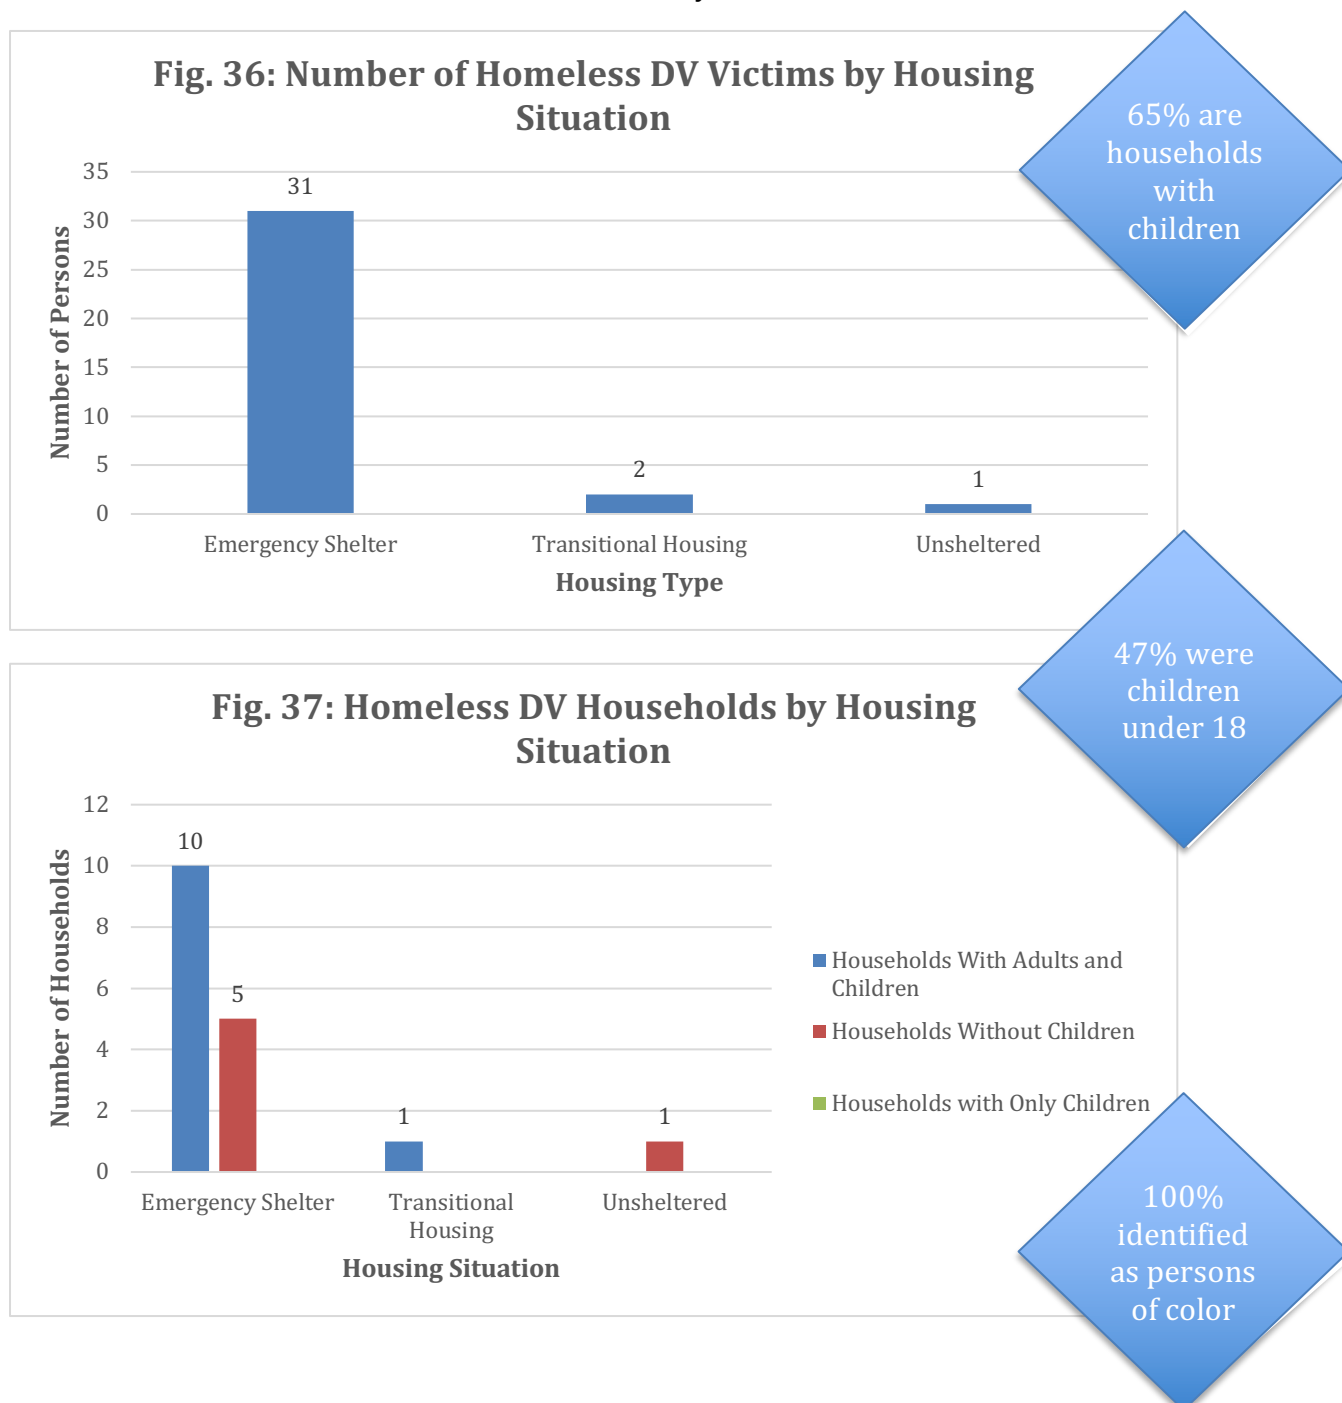 Fig. 36: Number of Homeless DV Victims by Housing
Situation
Number of Persons
35
30
25
20
15
10
5
0
31
2
1
Emergency Shelter
Transitional Housing
Unsheltered
Housing Type
65% are
households
with
children
47% were
children
under 18
Fig. 37: Homeless DV Households by Housing
Situation
Number of Households
12
10
8
6
4
2
0
10
5
1
1
Emergency Shelter
Transitional
Housing
Unsheltered
Housing Situation
Households With Adults and
Children
Households Without Children
Households with Only Children
100%
identified
as persons
of color